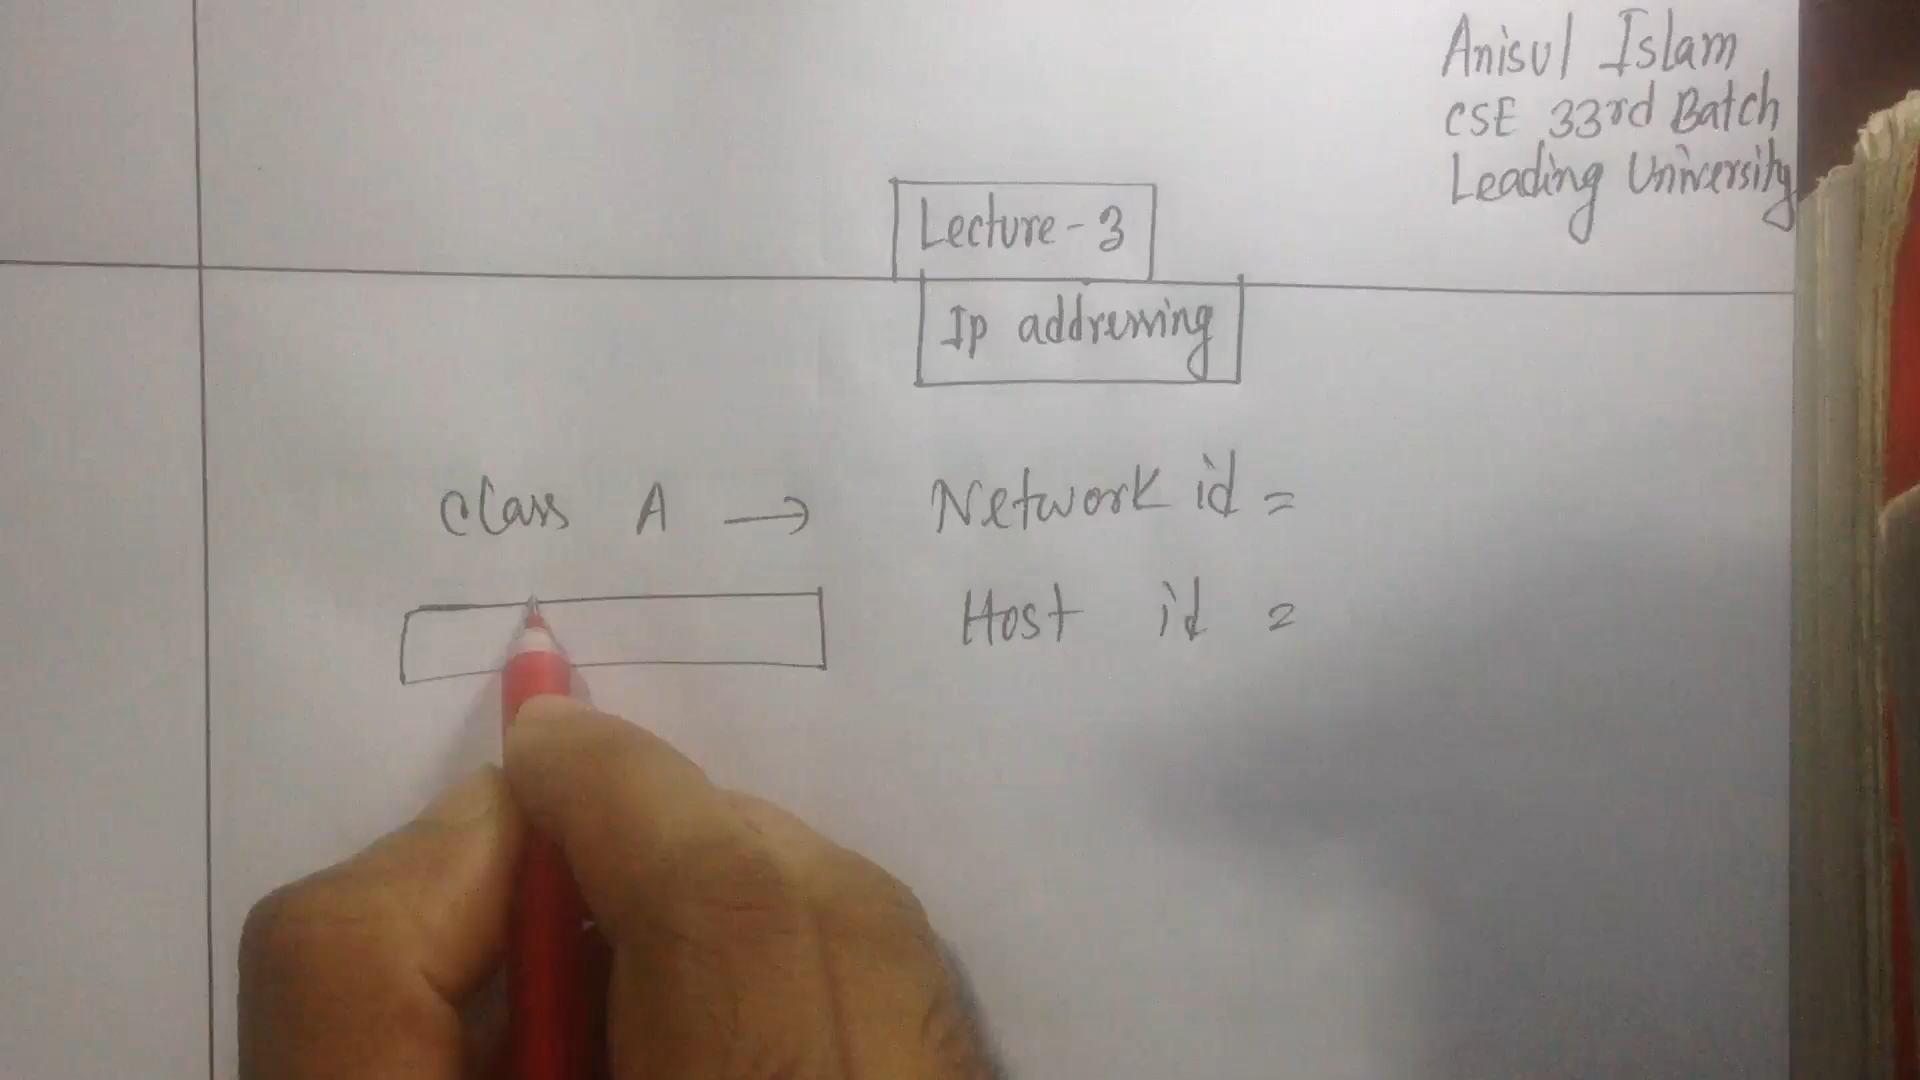 Anisul Islam
CSE 33rd Batch
Leading University
Lecture - 3
Ip addressing
class A → Network id =
Host id =